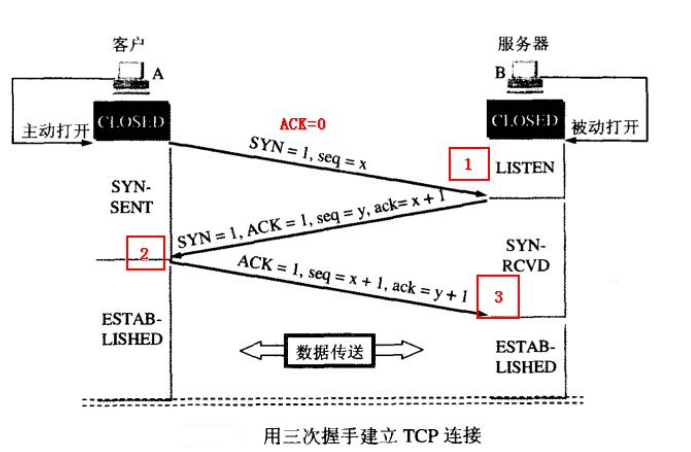 客户
服务器
A
B
CLOSED
CLOSED
主动打开
被动打开
ACK=0
SYN = 1, seq = x
1
LISTEN
SYN-
SENT
SYN = 1, ACK = 1, seq = y, ack= x + 1
2
SYN-
RCVD
ACK = 1, seq = x + 1, ack = y + 1
3
ESTAB-
LISHED
数据传送
ESTAB-
LISHED
用三次握手建立 TCP 连接